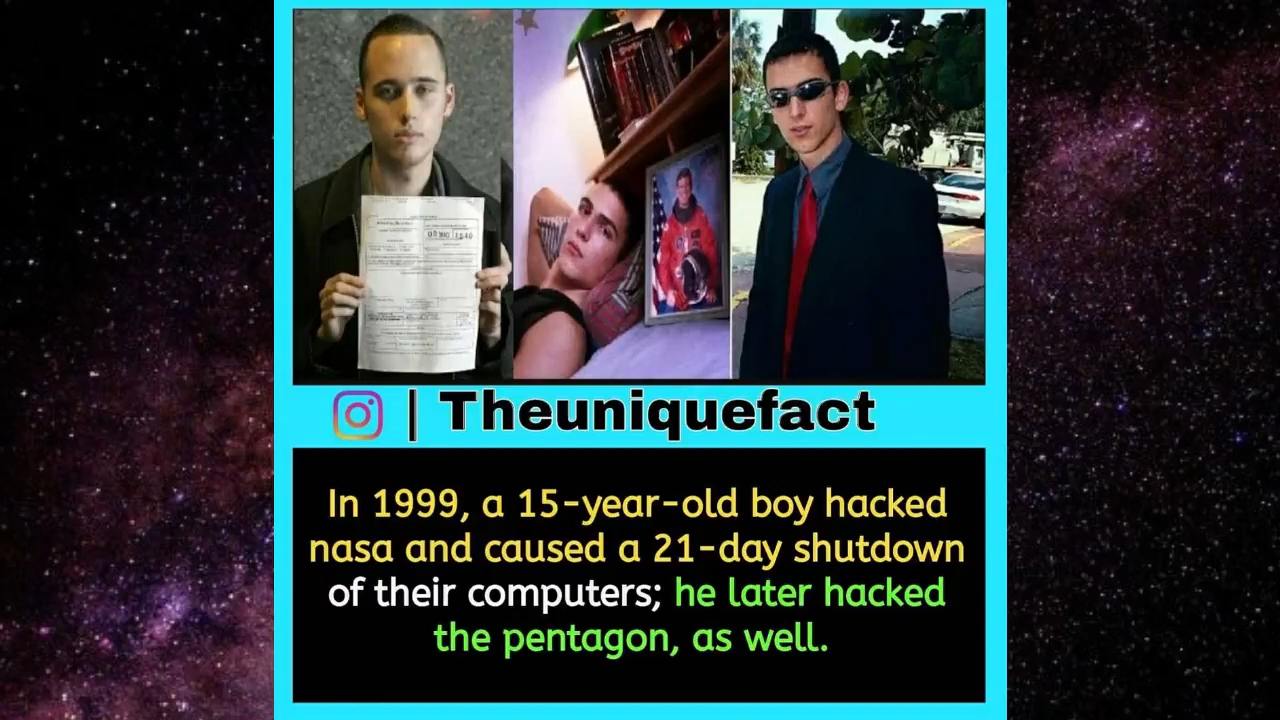 | Theuniquefact
In 1999, a 15-year-old boy hacked
nasa and caused a 21-day shutdown
of their computers; he later hacked
the pentagon, as well.